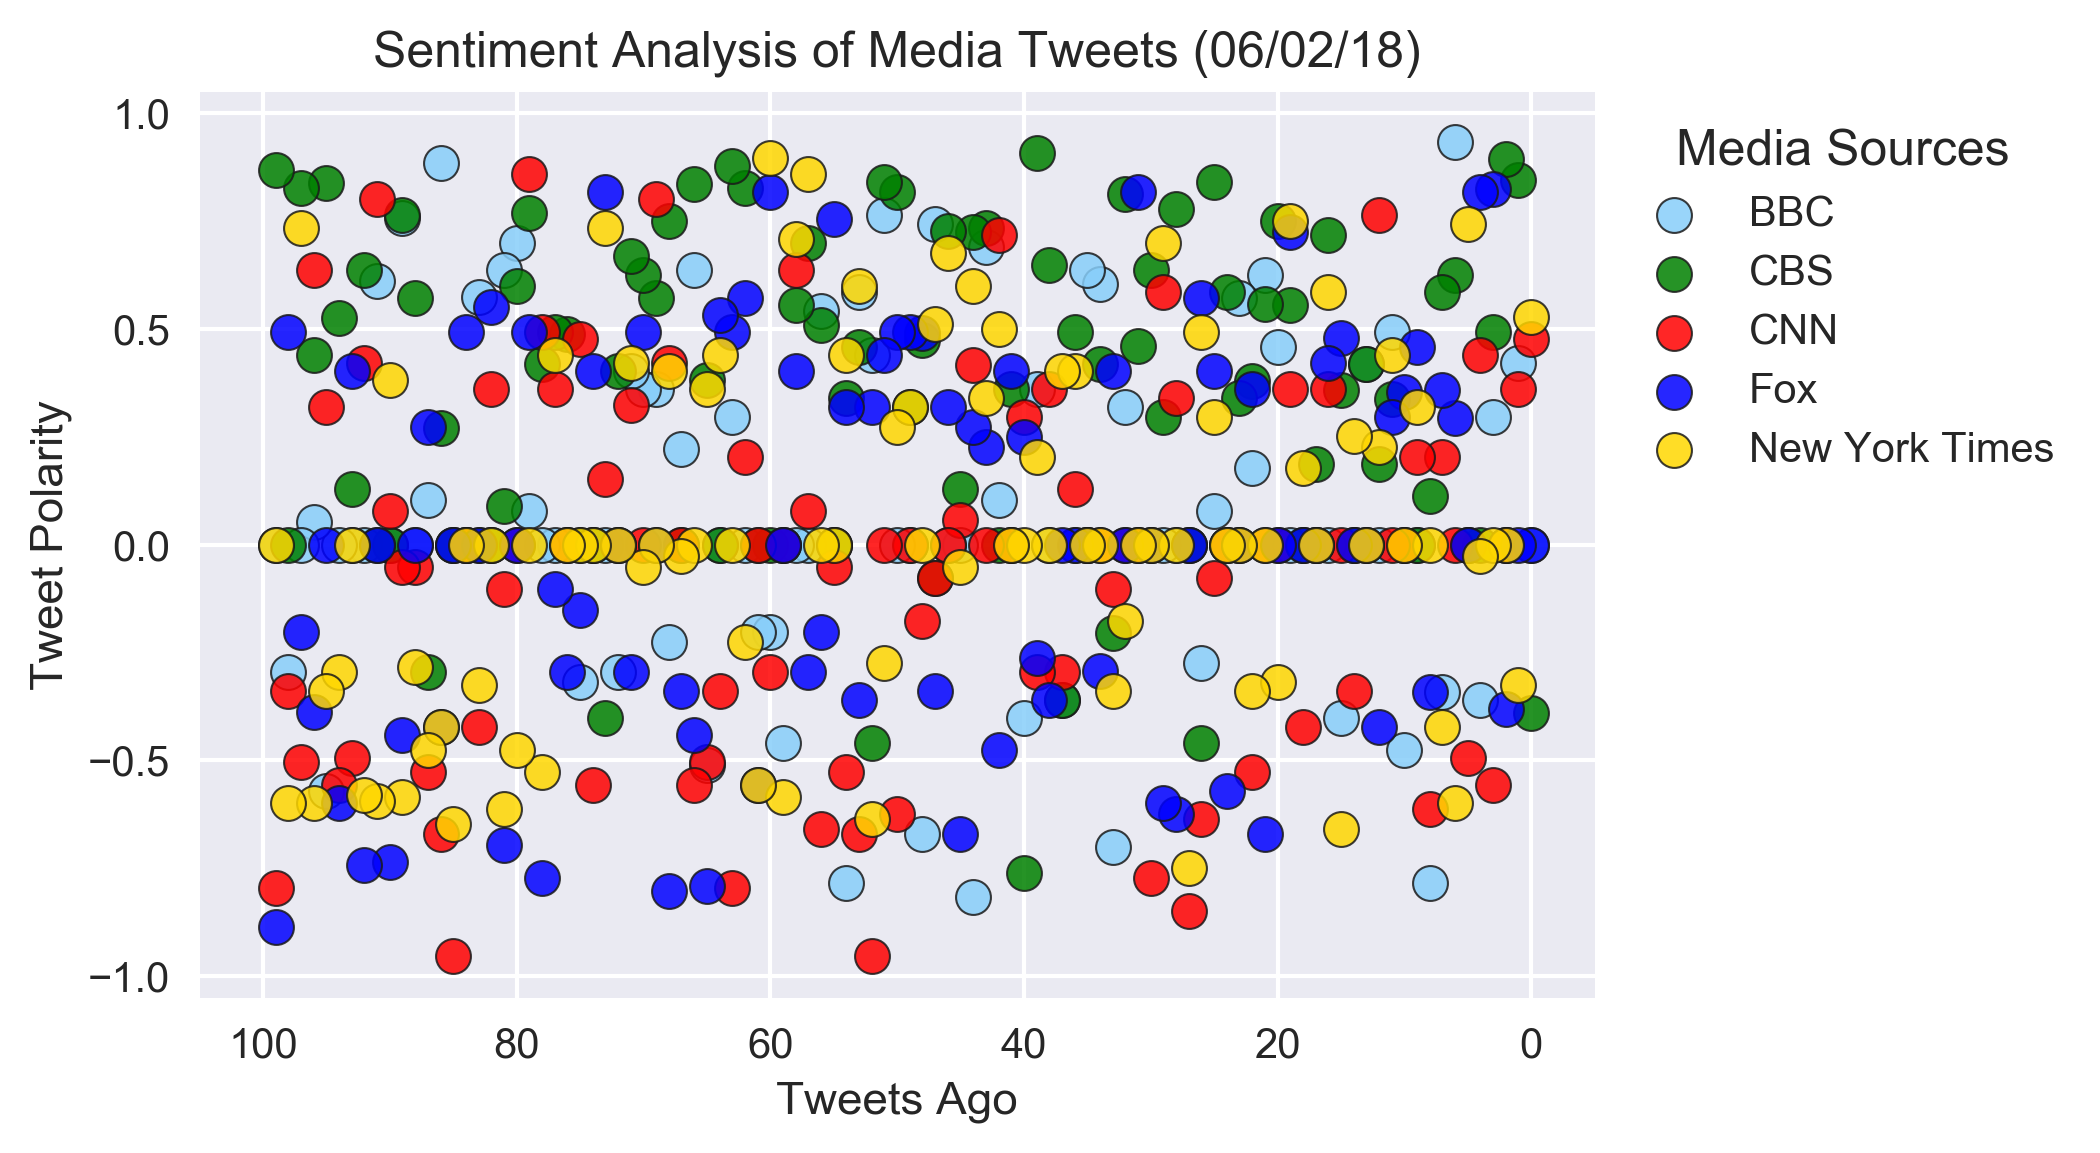 Sentiment Analysis of Media Tweets (06/02/18)
1.0
0.5
0.0
−0.5
−1.0
Tweet Polarity
100 80 60 40 20 0
Tweets Ago
Media Sources
BBC
CBS
CNN
Fox
New York Times